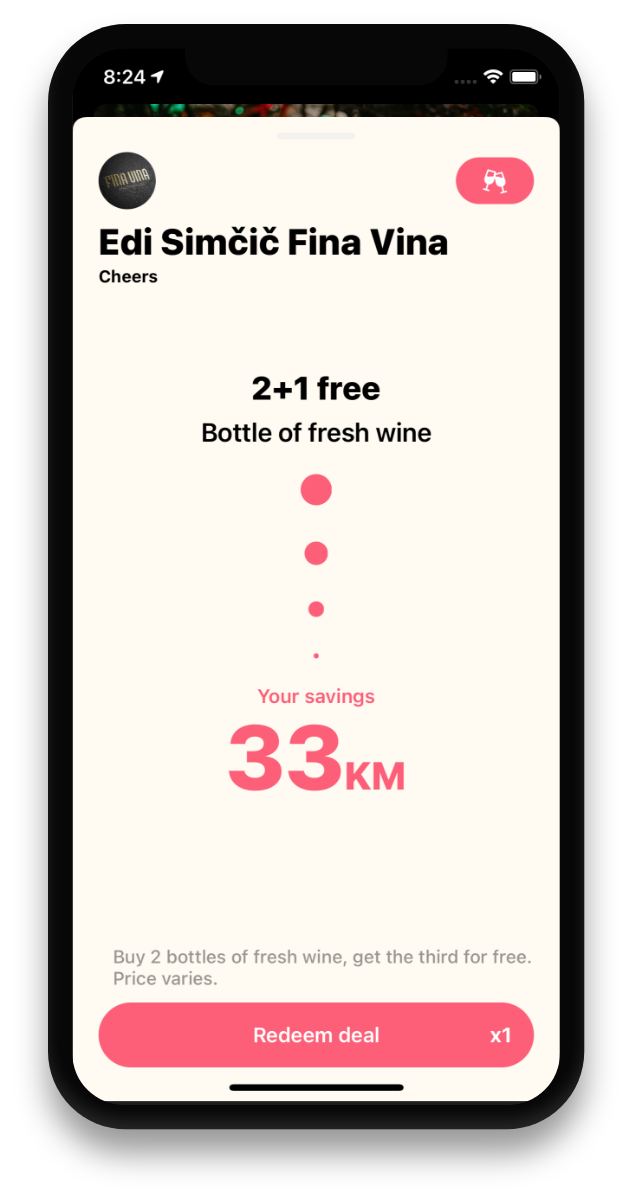 8:24
FINA VINA
Edi Simčič Fina Vina
Cheers
2+1 free
Bottle of fresh wine
Your savings
33KM
Buy 2 bottles of fresh wine, get the third for free.
Price varies.
Redeem deal x1